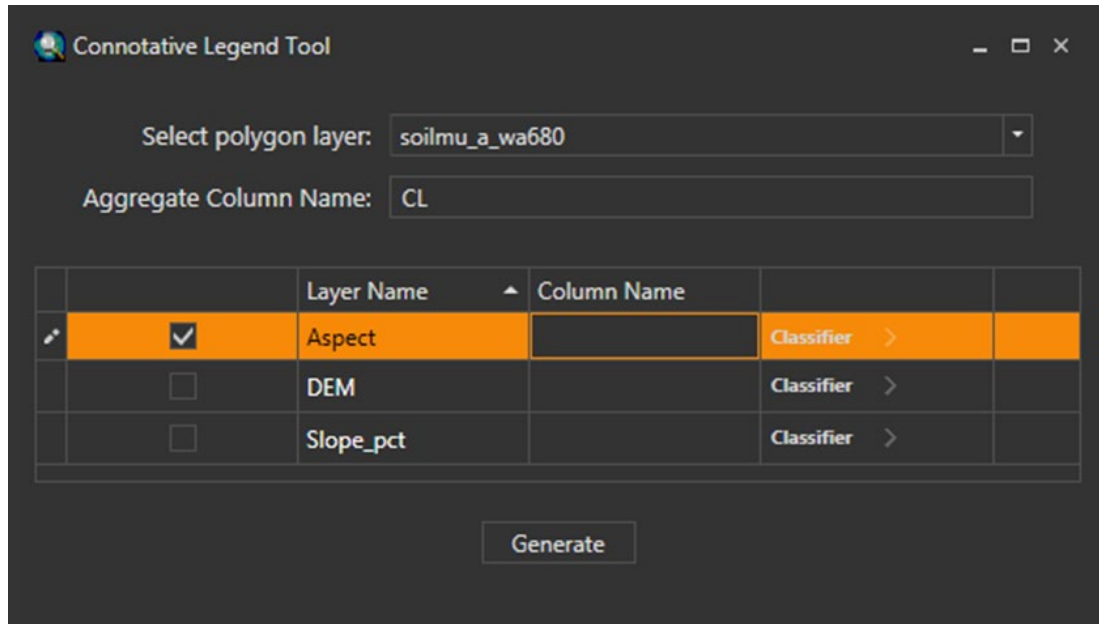 Connotative Legend Tool
Select polygon layer: soilmu_a_wa680
Aggregate Column Name: CL
Layer Name Column Name
Aspect Classifier
DEM Classifier
Slope_pct Classifier
Generate